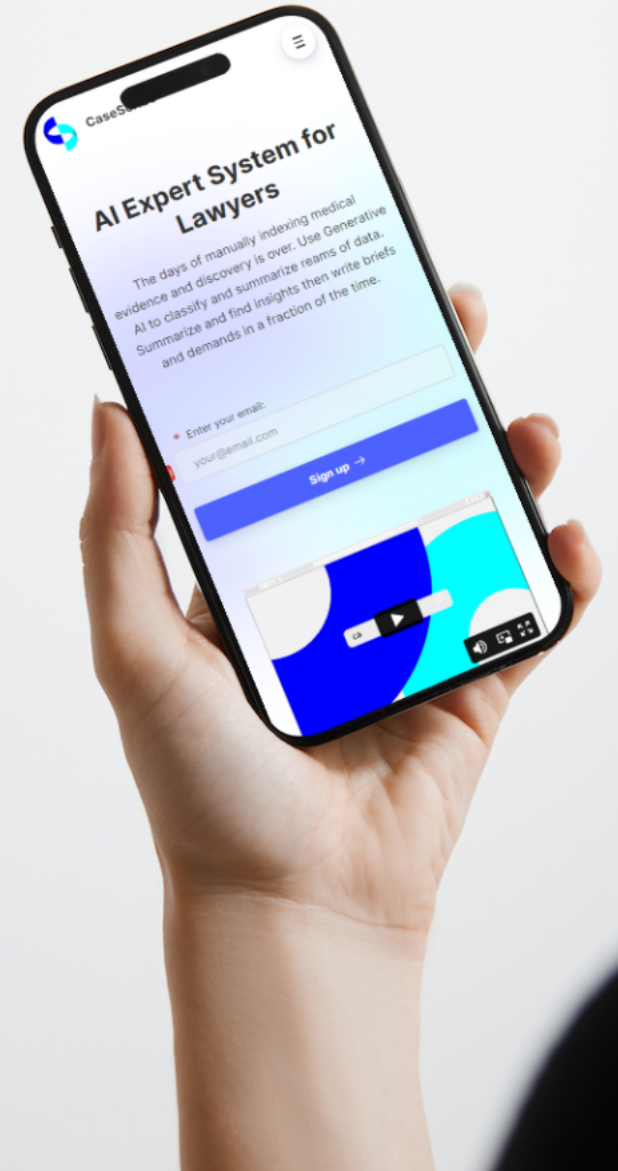 AI Expert System for
Lawyers
The days of manually indexing medical
evidence and discovery is over. Use Generative
AI to classify and summarize reams of data.
Summarize and find insights then write briefs
and demands in a fraction of the time.
* Enter your email:
your@email.com
Sign up →
ca